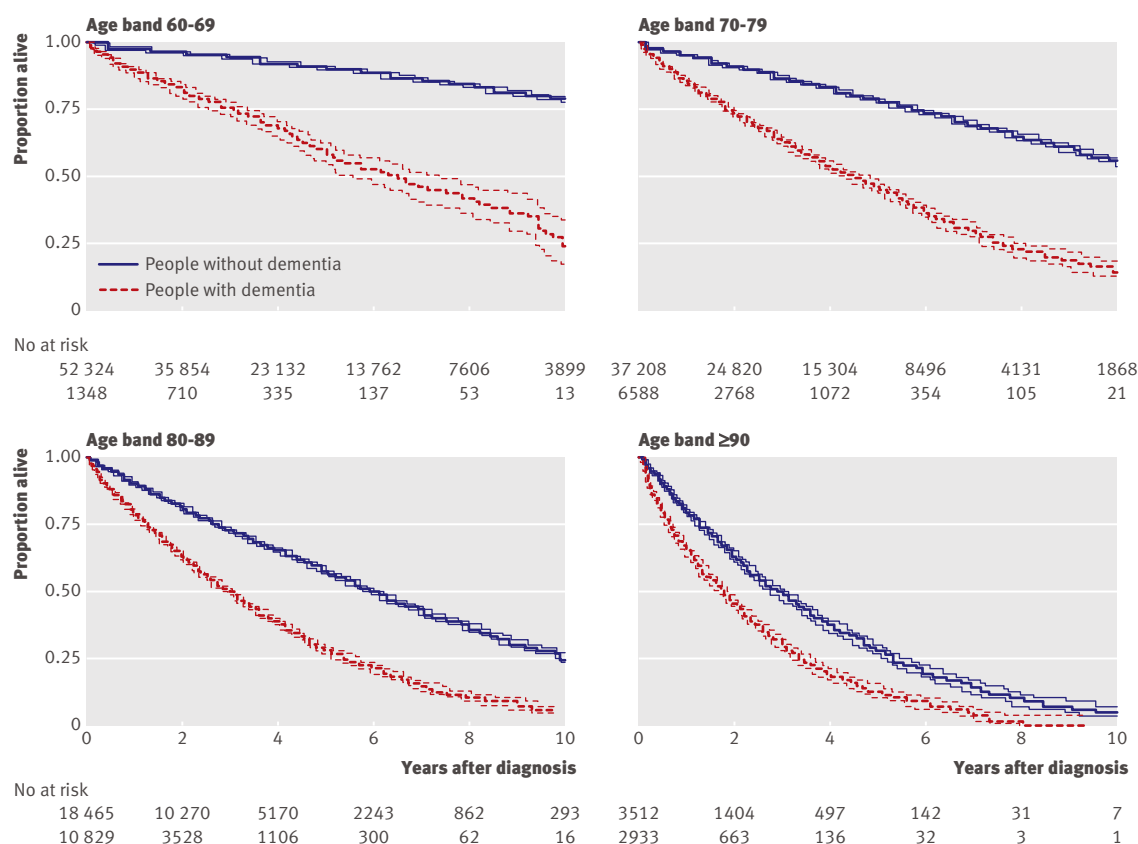 Age band 60-69
Age band 70-79
Proportion alive
1.00
0.75
0.50
0.25
0
People without dementia
People with dementia
No at risk
52 324 35 854 23 132 13 762 7606 3899 37 208 24 820 15 304 8496 4131 1868
1348 710 335 137 53 13 6588 2768 1072 354 105 21
Age band 80-89
Age band ≥90
Proportion alive
1.00
0.75
0.50
0.25
0
0 2 4 6 8 10 0 2 4 6 8 10
Years after diagnosis Years after diagnosis
No at risk
18 465 10 270 5170 2243 862 293 3512 1404 497 142 31 7
10 829 3528 1106 300 62 16 2933 663 136 32 3 1